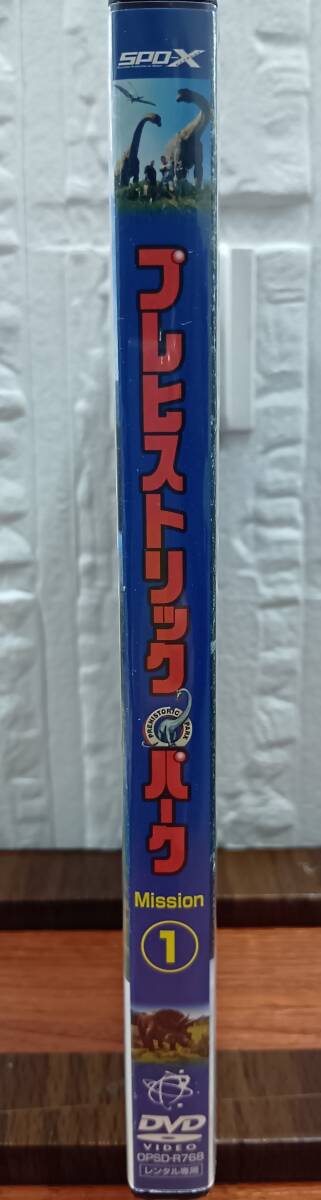 SPO-X
プレヒストリック
PREHISTORIC PARK
パーク
Mission
1
DVD
VIDEO
OPSD-R768
レンタル専用